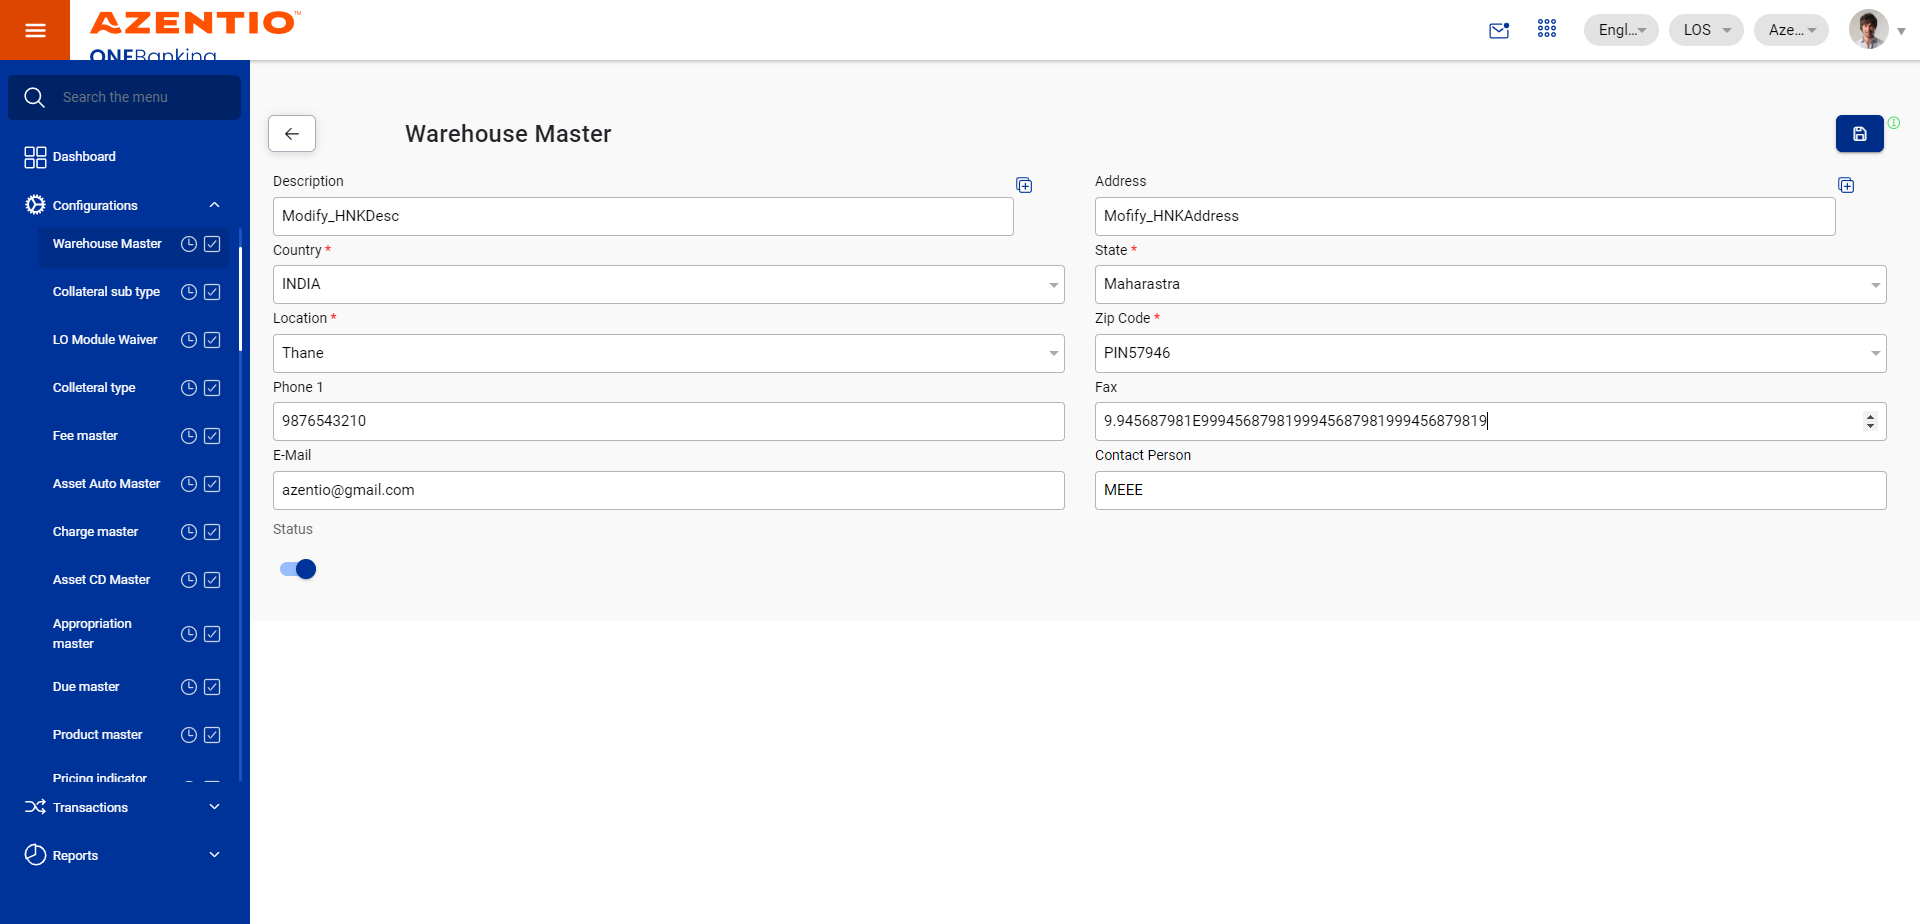 AZENTIO™
ONEBanking
Engl...
LOS
Aze...
Search the menu
Dashboard
Configurations
Warehouse Master
Collateral sub type
LO Module Waiver
Colleteral type
Fee master
Asset Auto Master
Charge master
Asset CD Master
Appropriation
master
Due master
Product master
Pricing indicator
Transactions
Reports
Warehouse Master
Description
Modify_HNKDesc
Address
Mofify_HNKAddress
Country *
INDIA
State *
Maharastra
Location *
Thane
Zip Code *
PIN57946
Phone 1
9876543210
Fax
9.945687981E999456879819994568798199945687981​9
E-Mail
azentio@gmail.com
Contact Person
MEEE
Status